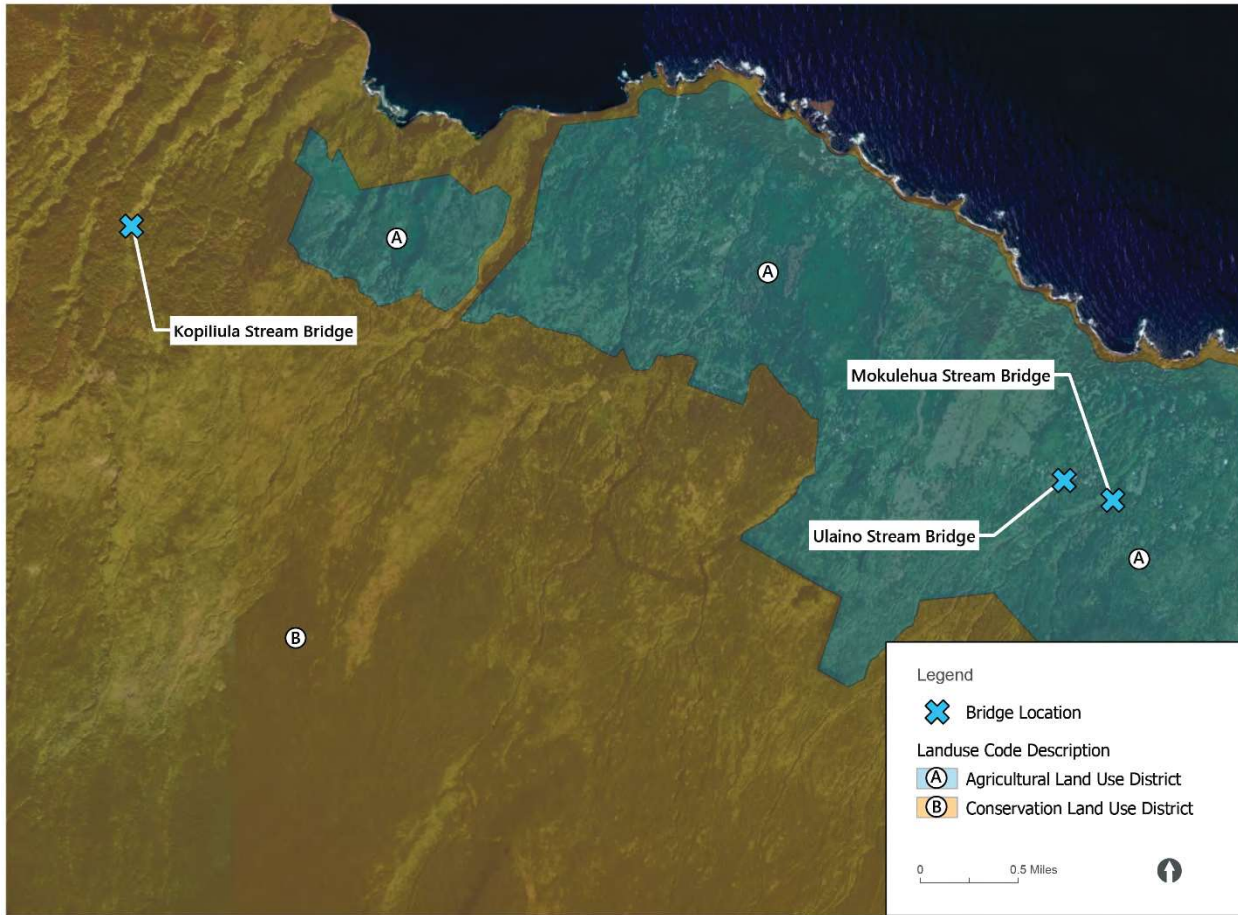 A
A
Kopiliula Stream Bridge
Mokulehua Stream Bridge
Ulaino Stream Bridge
A
B
Legend
Bridge Location
Landuse Code Description
A Agricultural Land Use District
B Conservation Land Use District
0 0.5 Miles